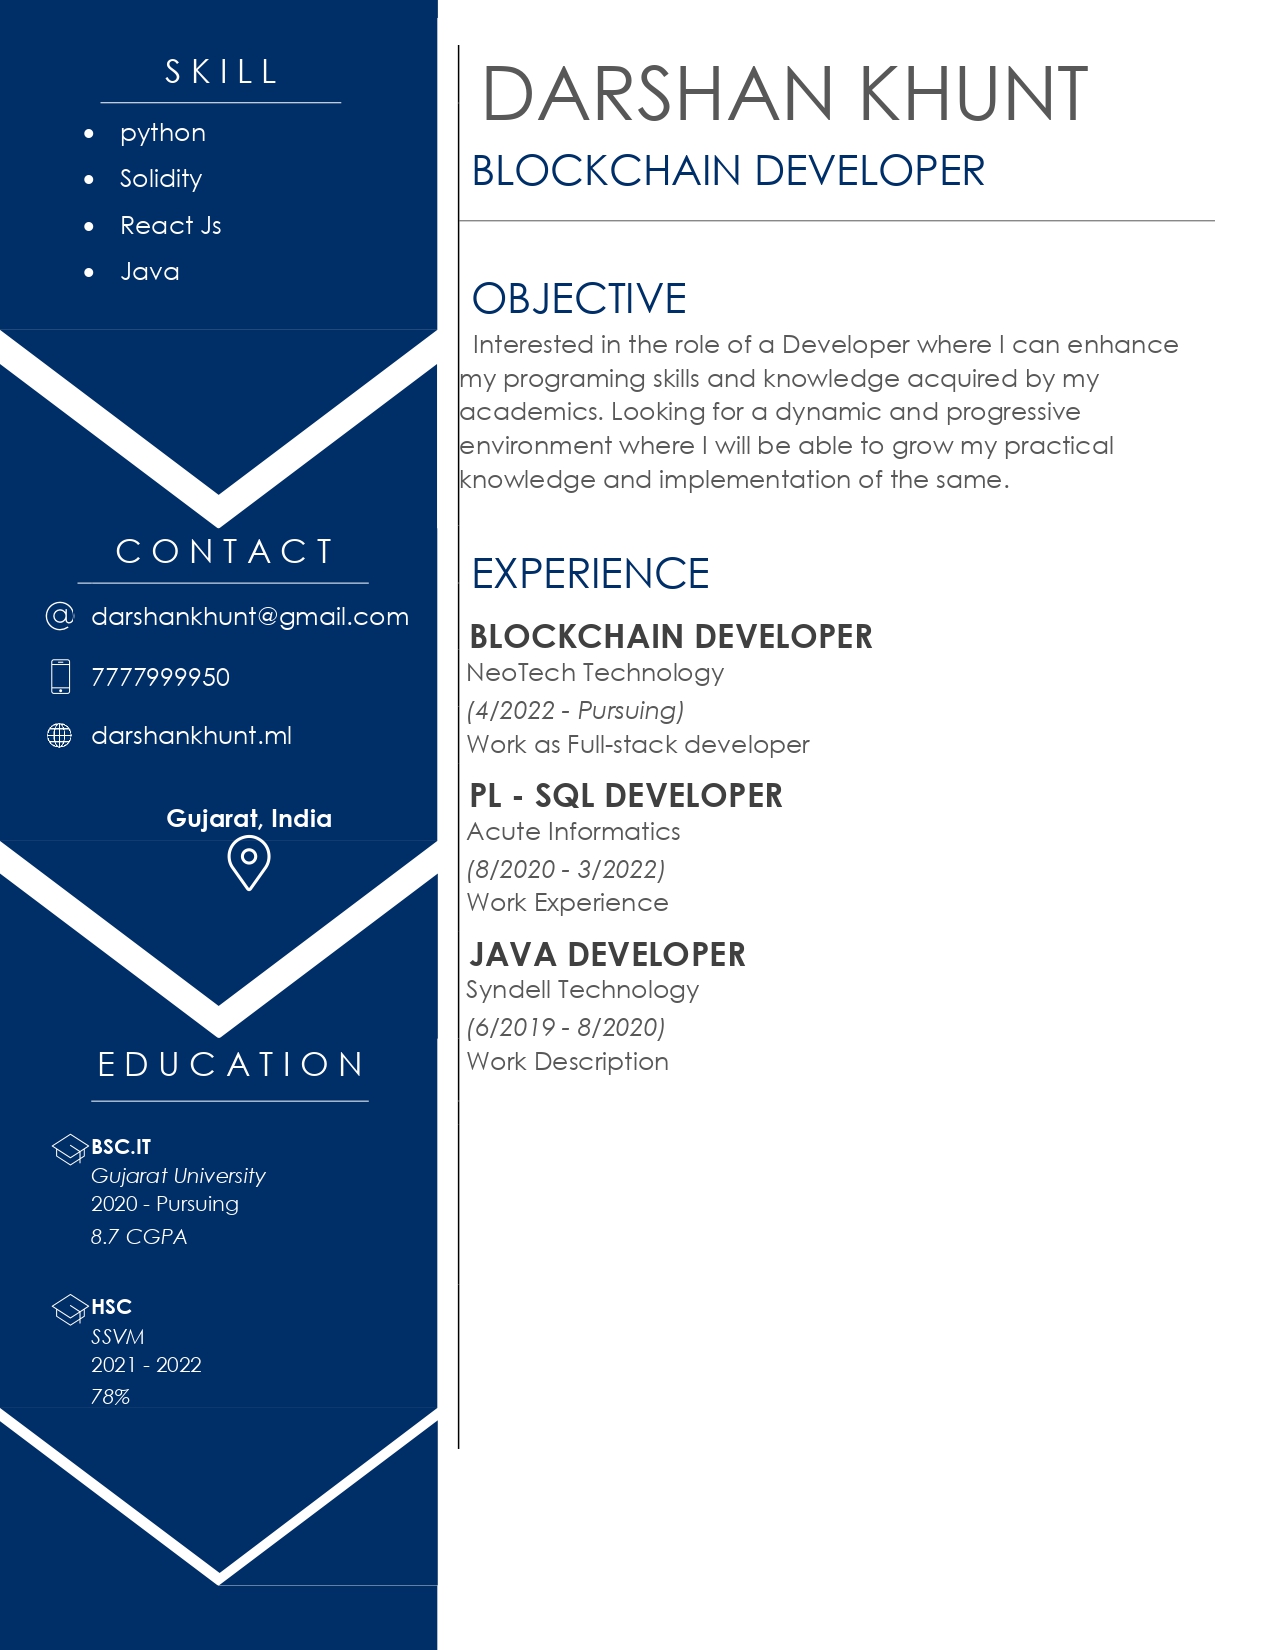 SKILL
• python
• Solidity
• React Js
• Java
CONTACT
darshankhunt@gmail.com
7777999950
darshankhunt.ml
Gujarat, India
EDUCATION
BSC.IT
Gujarat University
2020 - Pursuing
8.7 CGPA
HSC
SSVM
2021 - 2022
78%
DARSHAN KHUNT
BLOCKCHAIN DEVELOPER
OBJECTIVE
Interested in the role of a Developer where I can enhance
my programing skills and knowledge acquired by my
academics. Looking for a dynamic and progressive
environment where I will be able to grow my practical
knowledge and implementation of the same.
EXPERIENCE
BLOCKCHAIN DEVELOPER
NeoTech Technology
(4/2022 - Pursuing)
Work as Full-stack developer
PL - SQL DEVELOPER
Acute Informatics
(8/2020 - 3/2022)
Work Experience
JAVA DEVELOPER
Syndell Technology
(6/2019 - 8/2020)
Work Description